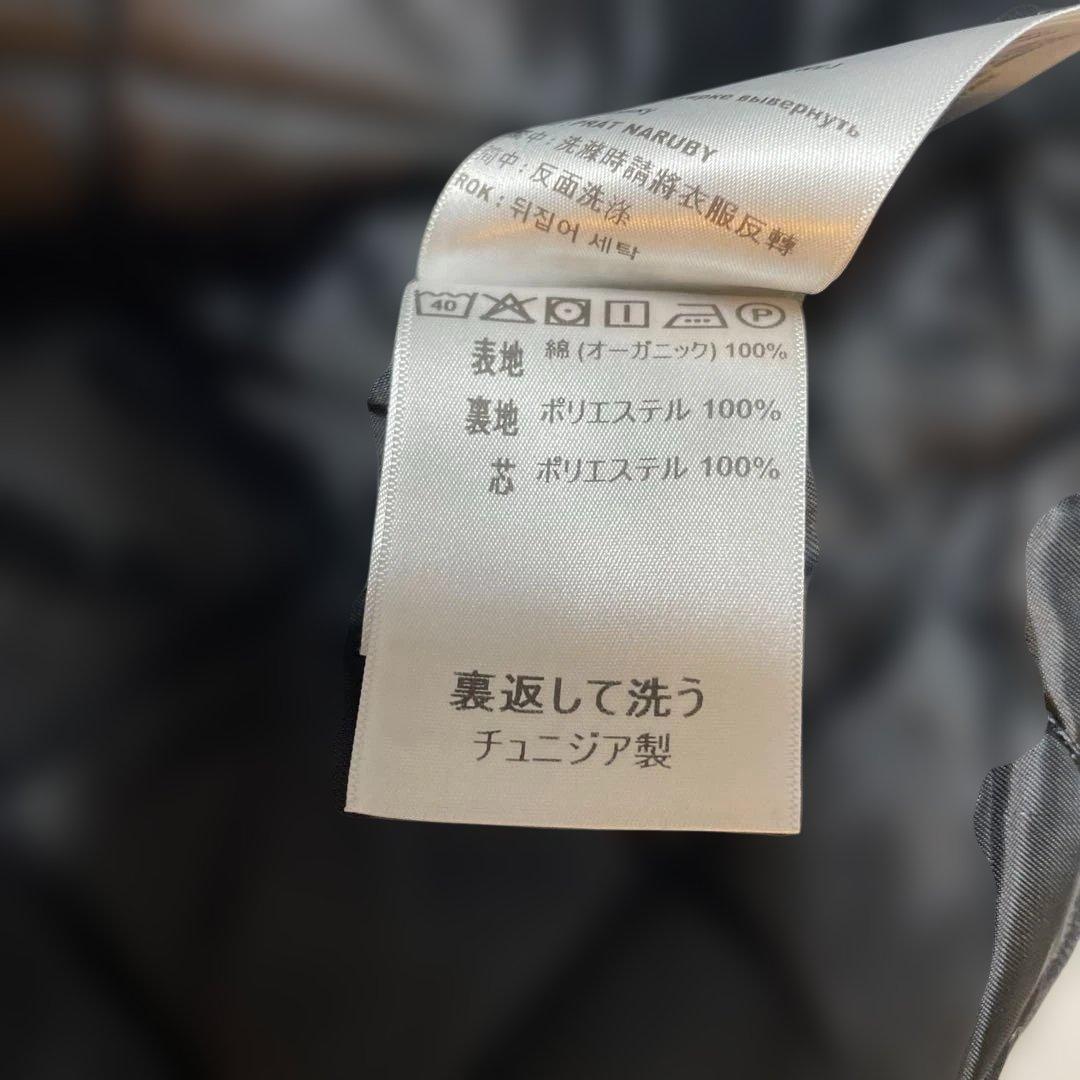 вывернуть
NARUBY
中：洗滌時請將衣服反轉
简中：反面洗涤
ROK : 뒤집어 세탁
40 P
表地 綿 (オーガニック) 100%
裏地 ポリエステル 100%
芯 ポリエステル 100%
裏返して洗う
チュニジア製